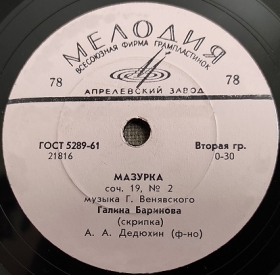 МЕЛОДИЯ
ВСЕСОЮЗНАЯ ФИРМА ГРАМПЛАСТИНОК
78 78
АПРЕЛЕВСКИЙ ЗАВОД
ГОСТ 5289-61 Вторая гр.
21816 0-30
МАЗУРКА
соч. 19, № 2
музыка Г. Венявского
Галина Баринова
(скрипка)
А. А. Дедюхин (ф-но)